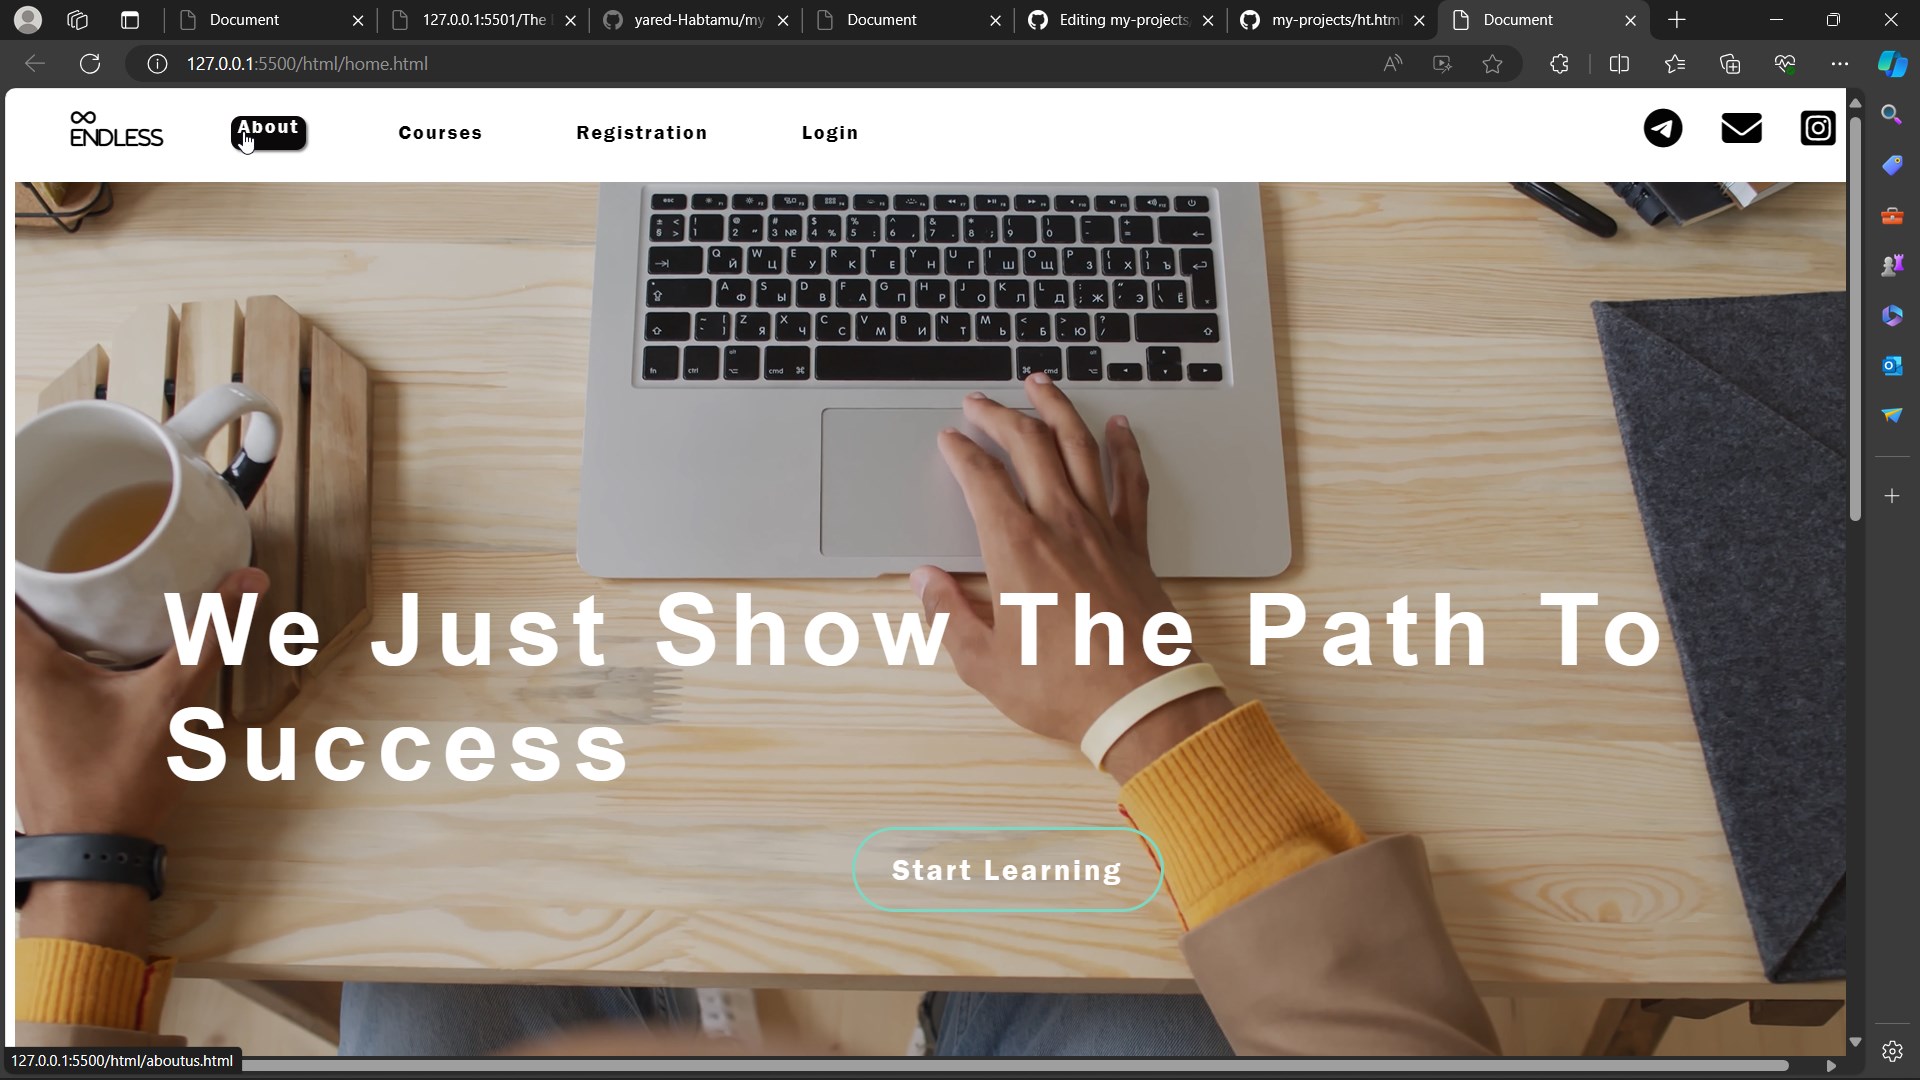 Document
127.0.0.1:5501/The
yared-Habtamu/my
Document
Editing my-projects
my-projects/ht.htm
Document
127.0.0.1:5500/html/home.html
∞
ENDLESS
About
Courses
Registration
Login
We Just Show The Path To
Success
Start Learning
127.0.0.1:5500/html/aboutus.html